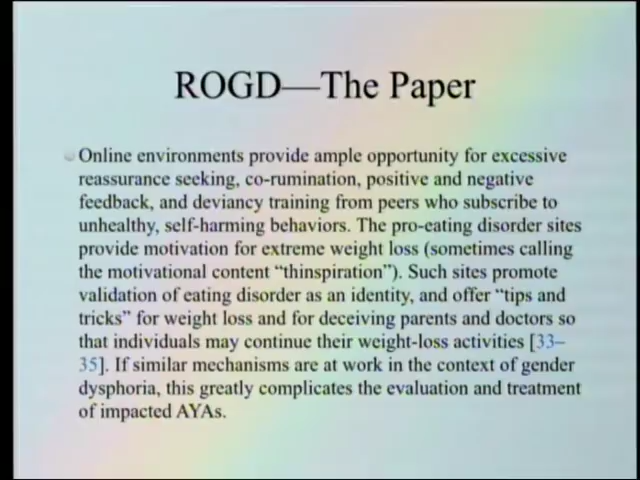 ROGD—The Paper
Online environments provide ample opportunity for excessive
reassurance seeking, co-rumination, positive and negative
feedback, and deviancy training from peers who subscribe to
unhealthy, self-harming behaviors. The pro-eating disorder sites
provide motivation for extreme weight loss (sometimes calling
the motivational content “thinspiration”). Such sites promote
validation of eating disorder as an identity, and offer “tips and
tricks” for weight loss and for deceiving parents and doctors so
that individuals may continue their weight-loss activities [33–
35]. If similar mechanisms are at work in the context of gender
dysphoria, this greatly complicates the evaluation and treatment
of impacted AYAs.